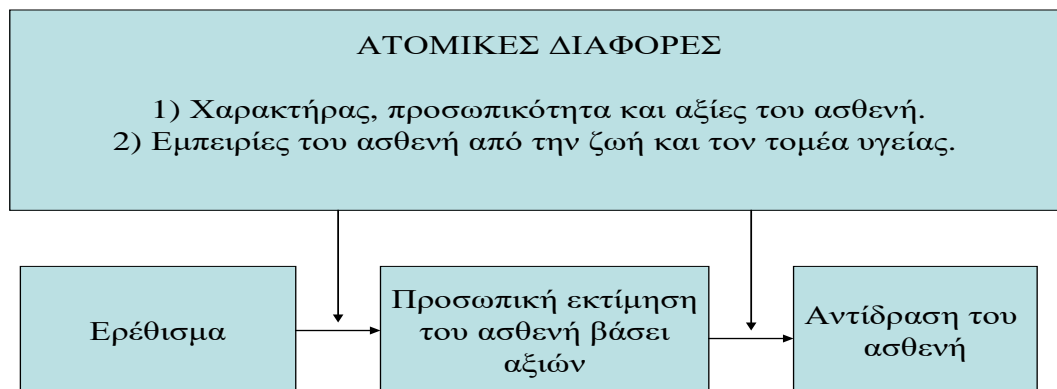 ΑΤΟΜΙΚΕΣ ΔΙΑΦΟΡΕΣ
1) Χαρακτήρας, προσωπικότητα και αξίες του ασθενή.
2) Εμπειρίες του ασθενή από την ζωή και τον τομέα υγείας.
Ερέθισμα
Προσωπική εκτίμηση
του ασθενή βάσει
αξιών
Αντίδραση του
ασθενή